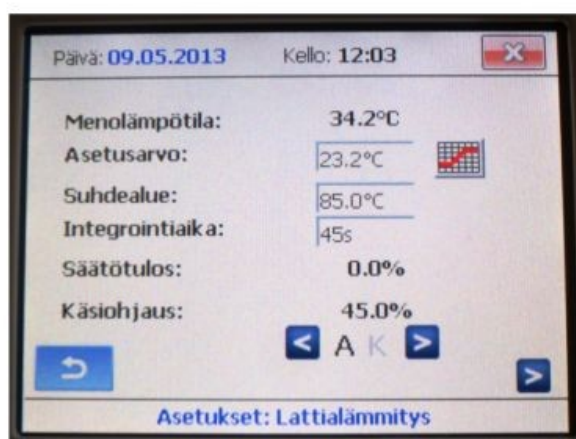 Päivä: 09.05.2013 Kello: 12:03
Menolämpötila: 34.2°C
Asetusarvo: 23.2°C
Suhdealue: 85.0°C
Integrointiaika: 45s
Säätötulos: 0.0%
Käsiohjaus: 45.0%
< A K >
>
Asetukset: Lattialämmitys